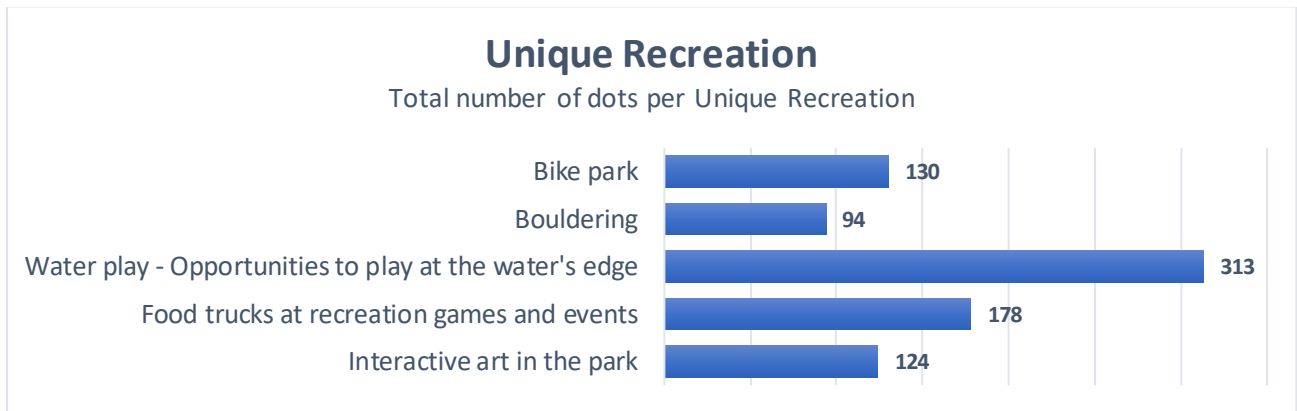 Unique Recreation
Total number of dots per Unique Recreation
Bike park 130
Bouldering 94
Water play - Opportunities to play at the water's edge 313
Food trucks at recreation games and events 178
Interactive art in the park 124